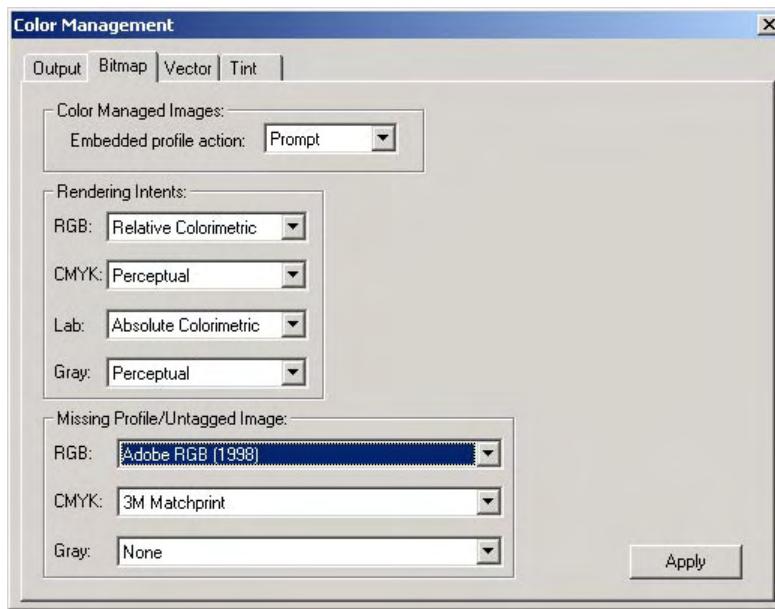 Color Management
Output Bitmap Vector Tint
Color Managed Images:
Embedded profile action: Prompt
Rendering Intents:
RGB: Relative Colorimetric
CMYK: Perceptual
Lab: Absolute Colorimetric
Gray: Perceptual
Missing Profile/Untagged Image:
RGB: Adobe RGB (1998)
CMYK: 3M Matchprint
Gray: None
Apply